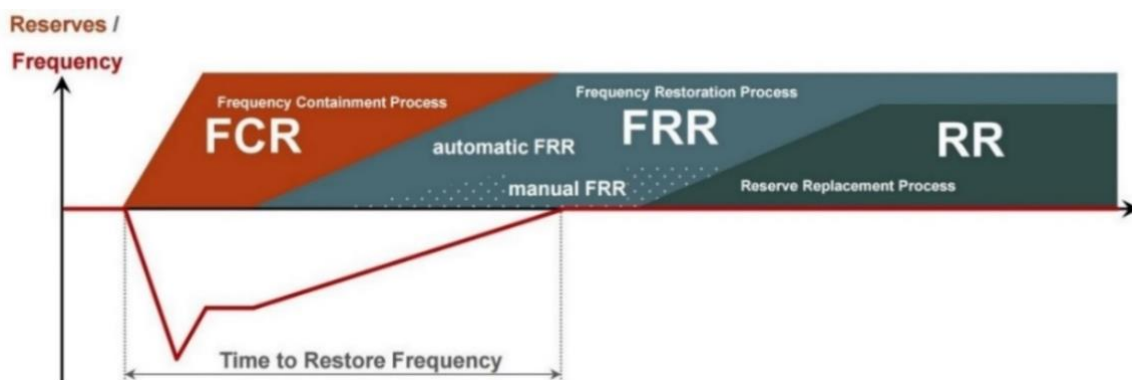 Reserves /
Frequency
Frequency Containment Process
FCR
Frequency Restoration Process
FRR
automatic FRR
manual FRR
RR
Reserve Replacement Process
Time to Restore Frequency